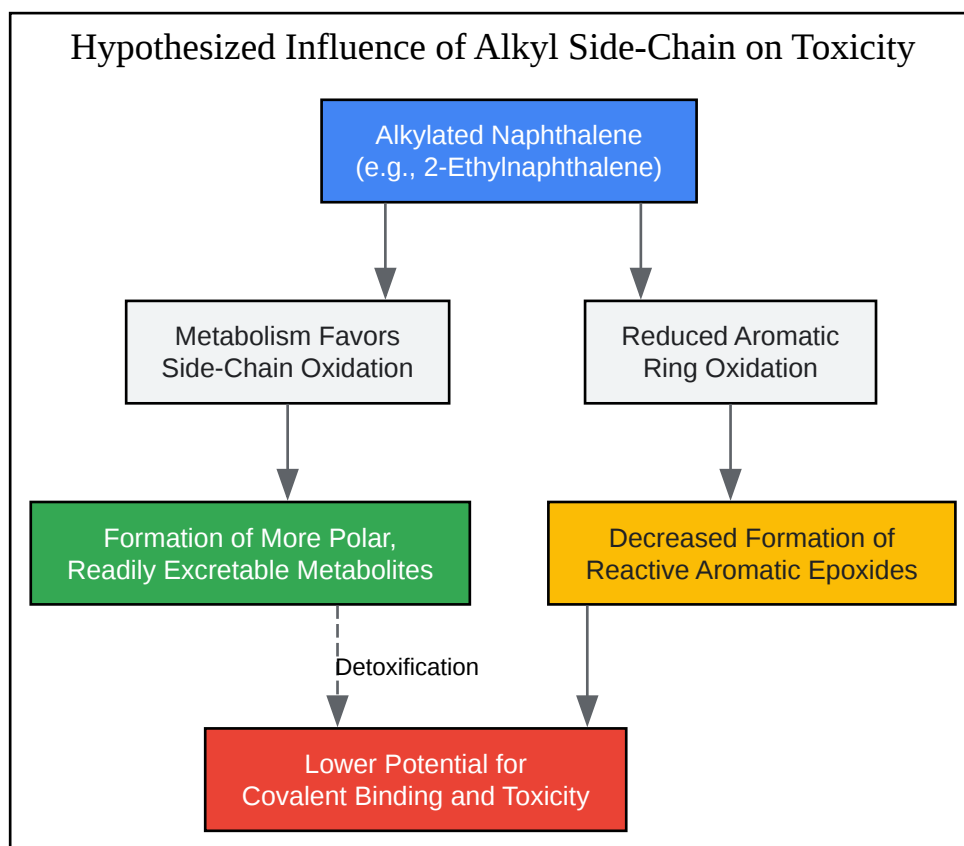 Hypothesized Influence of Alkyl Side-Chain on Toxicity
Alkylated Naphthalene
(e.g., 2-Ethylnaphthalene)
Metabolism Favors
Side-Chain Oxidation
Reduced Aromatic
Ring Oxidation
Formation of More Polar,
Readily Excretable Metabolites
Decreased Formation of
Reactive Aromatic Epoxides
Detoxification
Lower Potential for
Covalent Binding and Toxicity